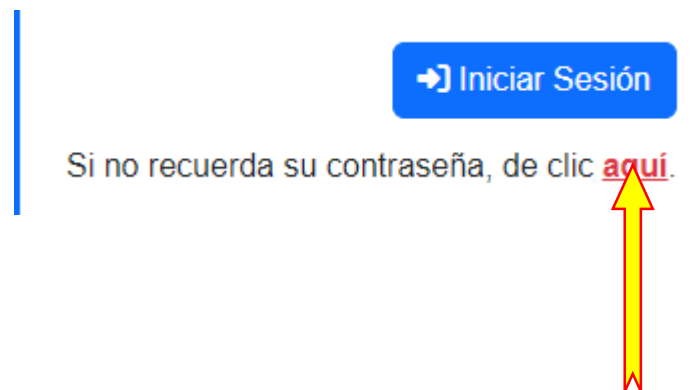 Iniciar Sesión
Si no recuerda su contraseña, de clic aquí.